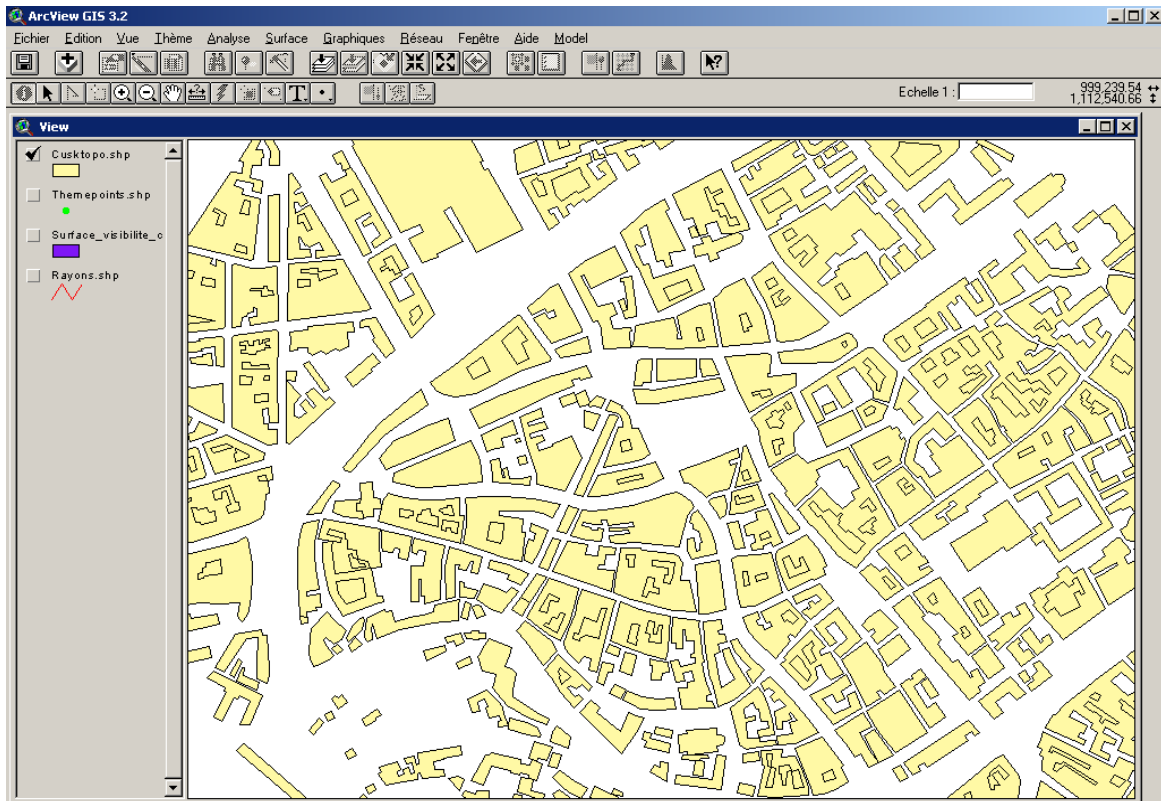 ArcView GIS 3.2
Fichier Edition Vue Thème Analyse Surface Graphiques Réseau Fenêtre Aide Model
Echelle 1 :
999,239.54
1,112,540.66
View
Cusktopo.shp
Themepoints.shp
Surface_visibilite_c
Rayons.shp